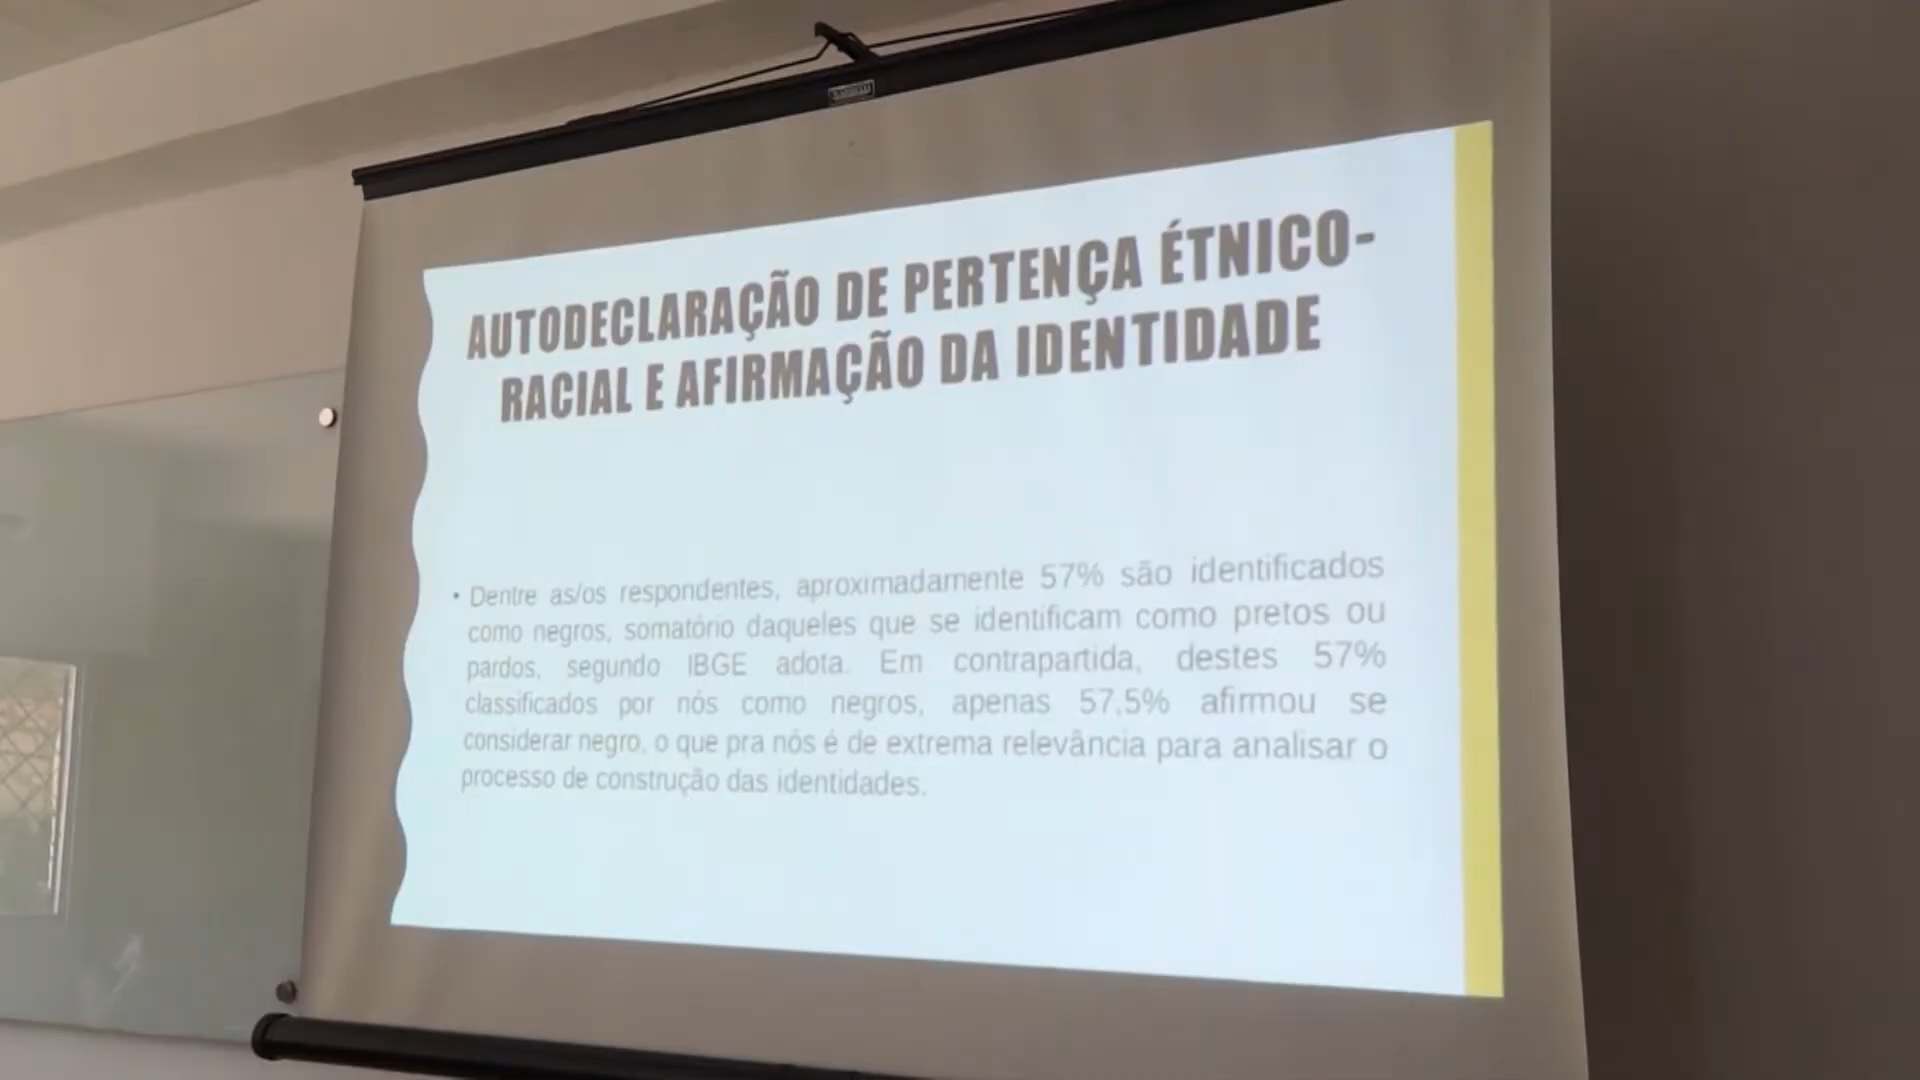 AUTODECLARAÇÃO DE PERTENÇA ÉTNICO-
RACIAL E AFIRMAÇÃO DA IDENTIDADE
• Dentre as/os respondentes, aproximadamente 57% são identificados
como negros, somatório daqueles que se identificam como pretos ou
pardos, segundo IBGE adota. Em contrapartida, destes 57%
classificados por nós como negros, apenas 57,5% afirmou se
considerar negro, o que pra nós é de extrema relevância para analisar o
processo de construção das identidades.